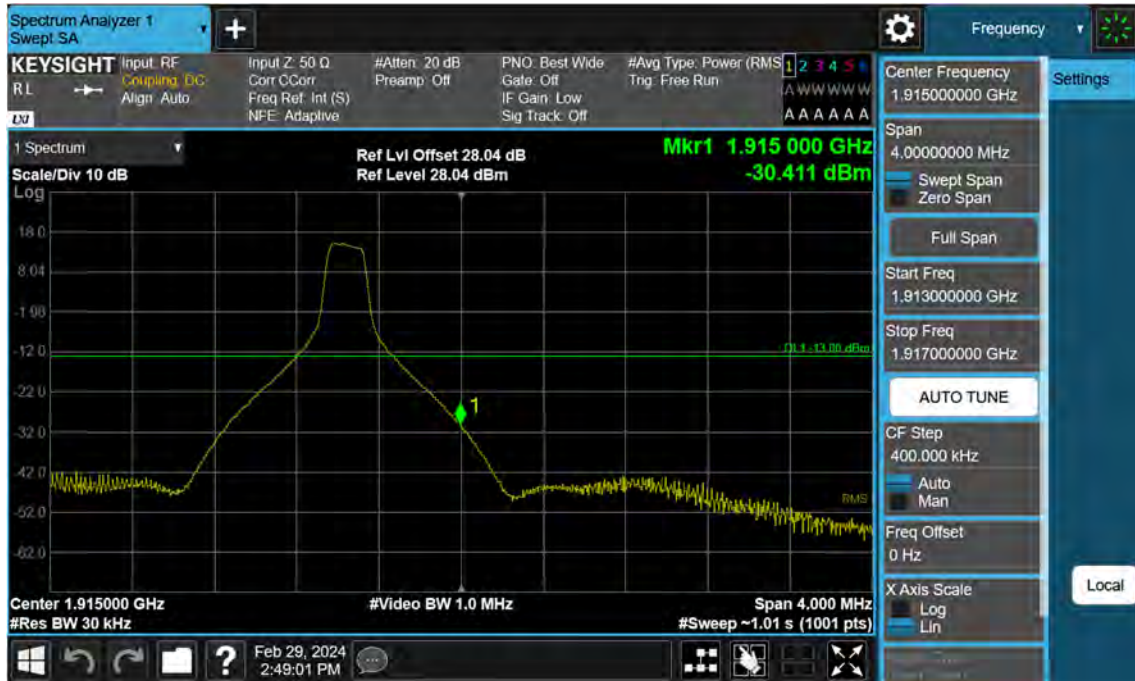 Spectrum Analyzer 1
Swept SA
Frequency
KEYSIGHT
RL
LXI
Input: RF
Coupling: DC
Align: Auto
Input Z: 50 Ω
Corr CCorr
Freq Ref: Int (S)
NFE: Adaptive
#Atten: 20 dB
Preamp: Off
PNO: Best Wide
Gate: Off
IF Gain: Low
Sig Track: Off
#Avg Type: Power (RMS
Trig: Free Run
1 2 3 4 5 6
A W W W W W
A A A A A A
Center Frequency
1.915000000 GHz
Settings
1 Spectrum
Scale/Div 10 dB
Ref Lvl Offset 28.04 dB
Ref Level 28.04 dBm
Mkr1 1.915 000 GHz
-30.411 dBm
Span
4.00000000 MHz
Swept Span
Zero Span
Full Span
Start Freq
1.913000000 GHz
Stop Freq
1.917000000 GHz
AUTO TUNE
CF Step
400.000 kHz
Auto
Man
Freq Offset
0 Hz
X Axis Scale
Log
Lin
Local
Log
18.0
8.04
-1.96
-12.0
DL1 -13.00 dBm
-22.0
1
-32.0
-42.0
RMS
-52.0
-62.0
Center 1.915000 GHz
#Video BW 1.0 MHz
Span 4.000 MHz
#Res BW 30 kHz
#Sweep ~1.01 s (1001 pts)
?
Feb 29, 2024
2:49:01 PM